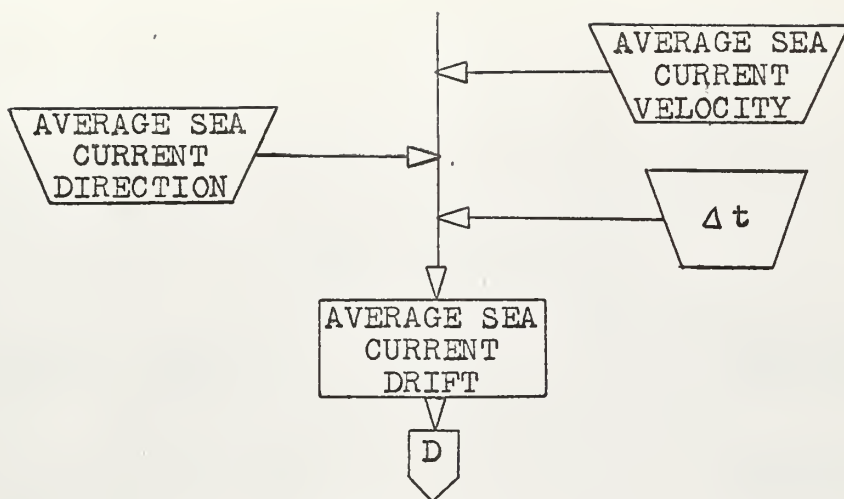 AVERAGE SEA
CURRENT
VELOCITY
AVERAGE SEA
CURRENT
DIRECTION
Δt
AVERAGE SEA
CURRENT
DRIFT
D